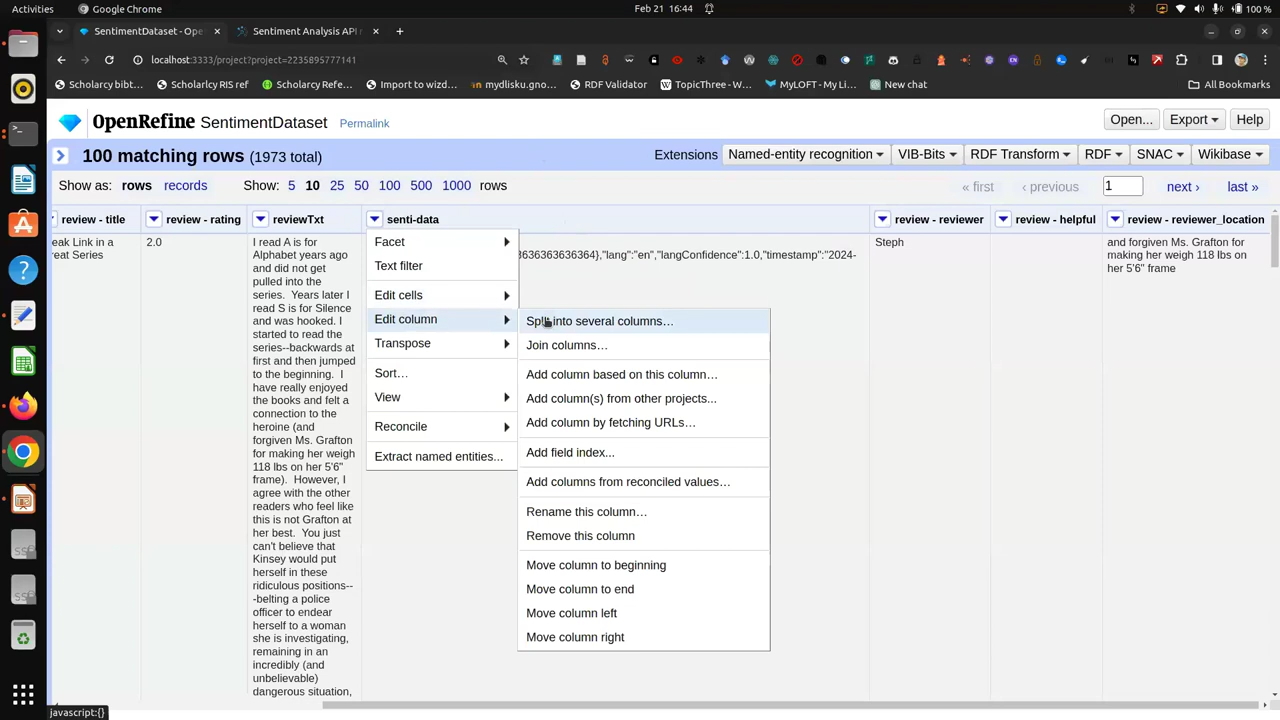 Activities
Google Chrome
Feb 21 16:44
100 %
SentimentDataset - Ope
Sentiment Analysis API A
localhost:3333/project?project=2235895777141
Scholarcy bibt...
ScholarIcy RIS ref
Scholarcy Refe...
Import to wizd...
mydlisku.gno...
RDF Validator
TopicThree - W...
MyLOFT - My Li...
New chat
All Bookmarks
OpenRefine SentimentDataset Permalink
Open... Export Help
100 matching rows (1973 total)
Extensions Named-entity recognition VIB-Bits RDF Transform RDF SNAC Wikibase
Show as: rows records Show: 5 10 25 50 100 500 1000 rows
« first ‹ previous 1 next › last »
review - title review - rating reviewTxt senti-data review - reviewer review - helpful review - reviewer_location
eak Link in a
reat Series
2.0
I read A is for
Alphabet years ago
and did not get
pulled into the
series. Years later I
read S is for Silence
and was hooked. I
started to read the
series--backwards at
first and then jumped
to the beginning. I
have really enjoyed
the books and felt a
connection to the
heroine (and
forgiven Ms. Grafton
for making her weigh
118 lbs on her 5'6"
frame). However, I
agree with the other
readers who feel like
this is not Grafton at
her best. You just
can't believe that
Kinsey would put
herself in these
ridiculous positions--
-belting a police
officer to endear
herself to a woman
she is investigating,
remaining in an
incredibly (and
unbelievable)
dangerous situation,
Facet
Text filter
Edit cells
Edit column
Transpose
Sort...
View
Reconcile
Extract named entities...
36363636363364},"lang":"en","langConfidence":1.0,"timestamp":"2024-
Split into several columns…
Join columns…
Add column based on this column…
Add column(s) from other projects...
Add column by fetching URLs…
Add field index...
Add columns from reconciled values…
Rename this column…
Remove this column
Move column to beginning
Move column to end
Move column left
Move column right
Steph
and forgiven Ms. Grafton for
making her weigh 118 lbs on
her 5'6" frame
javascript:{}